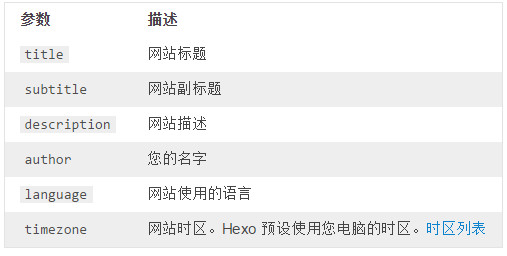 参数 描述
title 网站标题
subtitle 网站副标题
description 网站描述
author 您的名字
language 网站使用的语言
timezone 网站时区。Hexo 预设使用您电脑的时区。时区列表